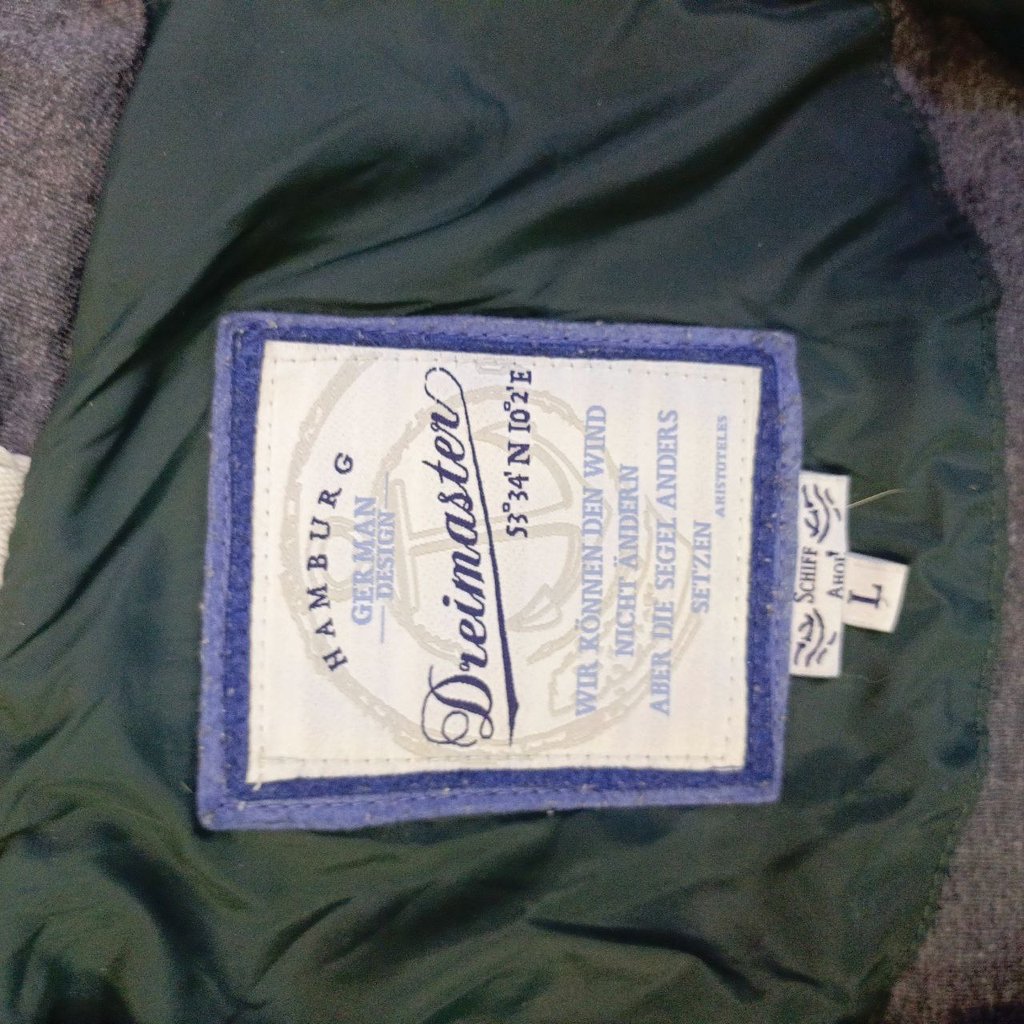 HAMBURG
GERMAN
DESIGN
Dreimaster
53°34' N 10°2' E
WIR KÖNNEN DEN WIND
NICHT ÄNDERN
ABER DIE SEGEL ANDERS
SETZEN
ARISTOTELES
SCHIFF
AHOI
L